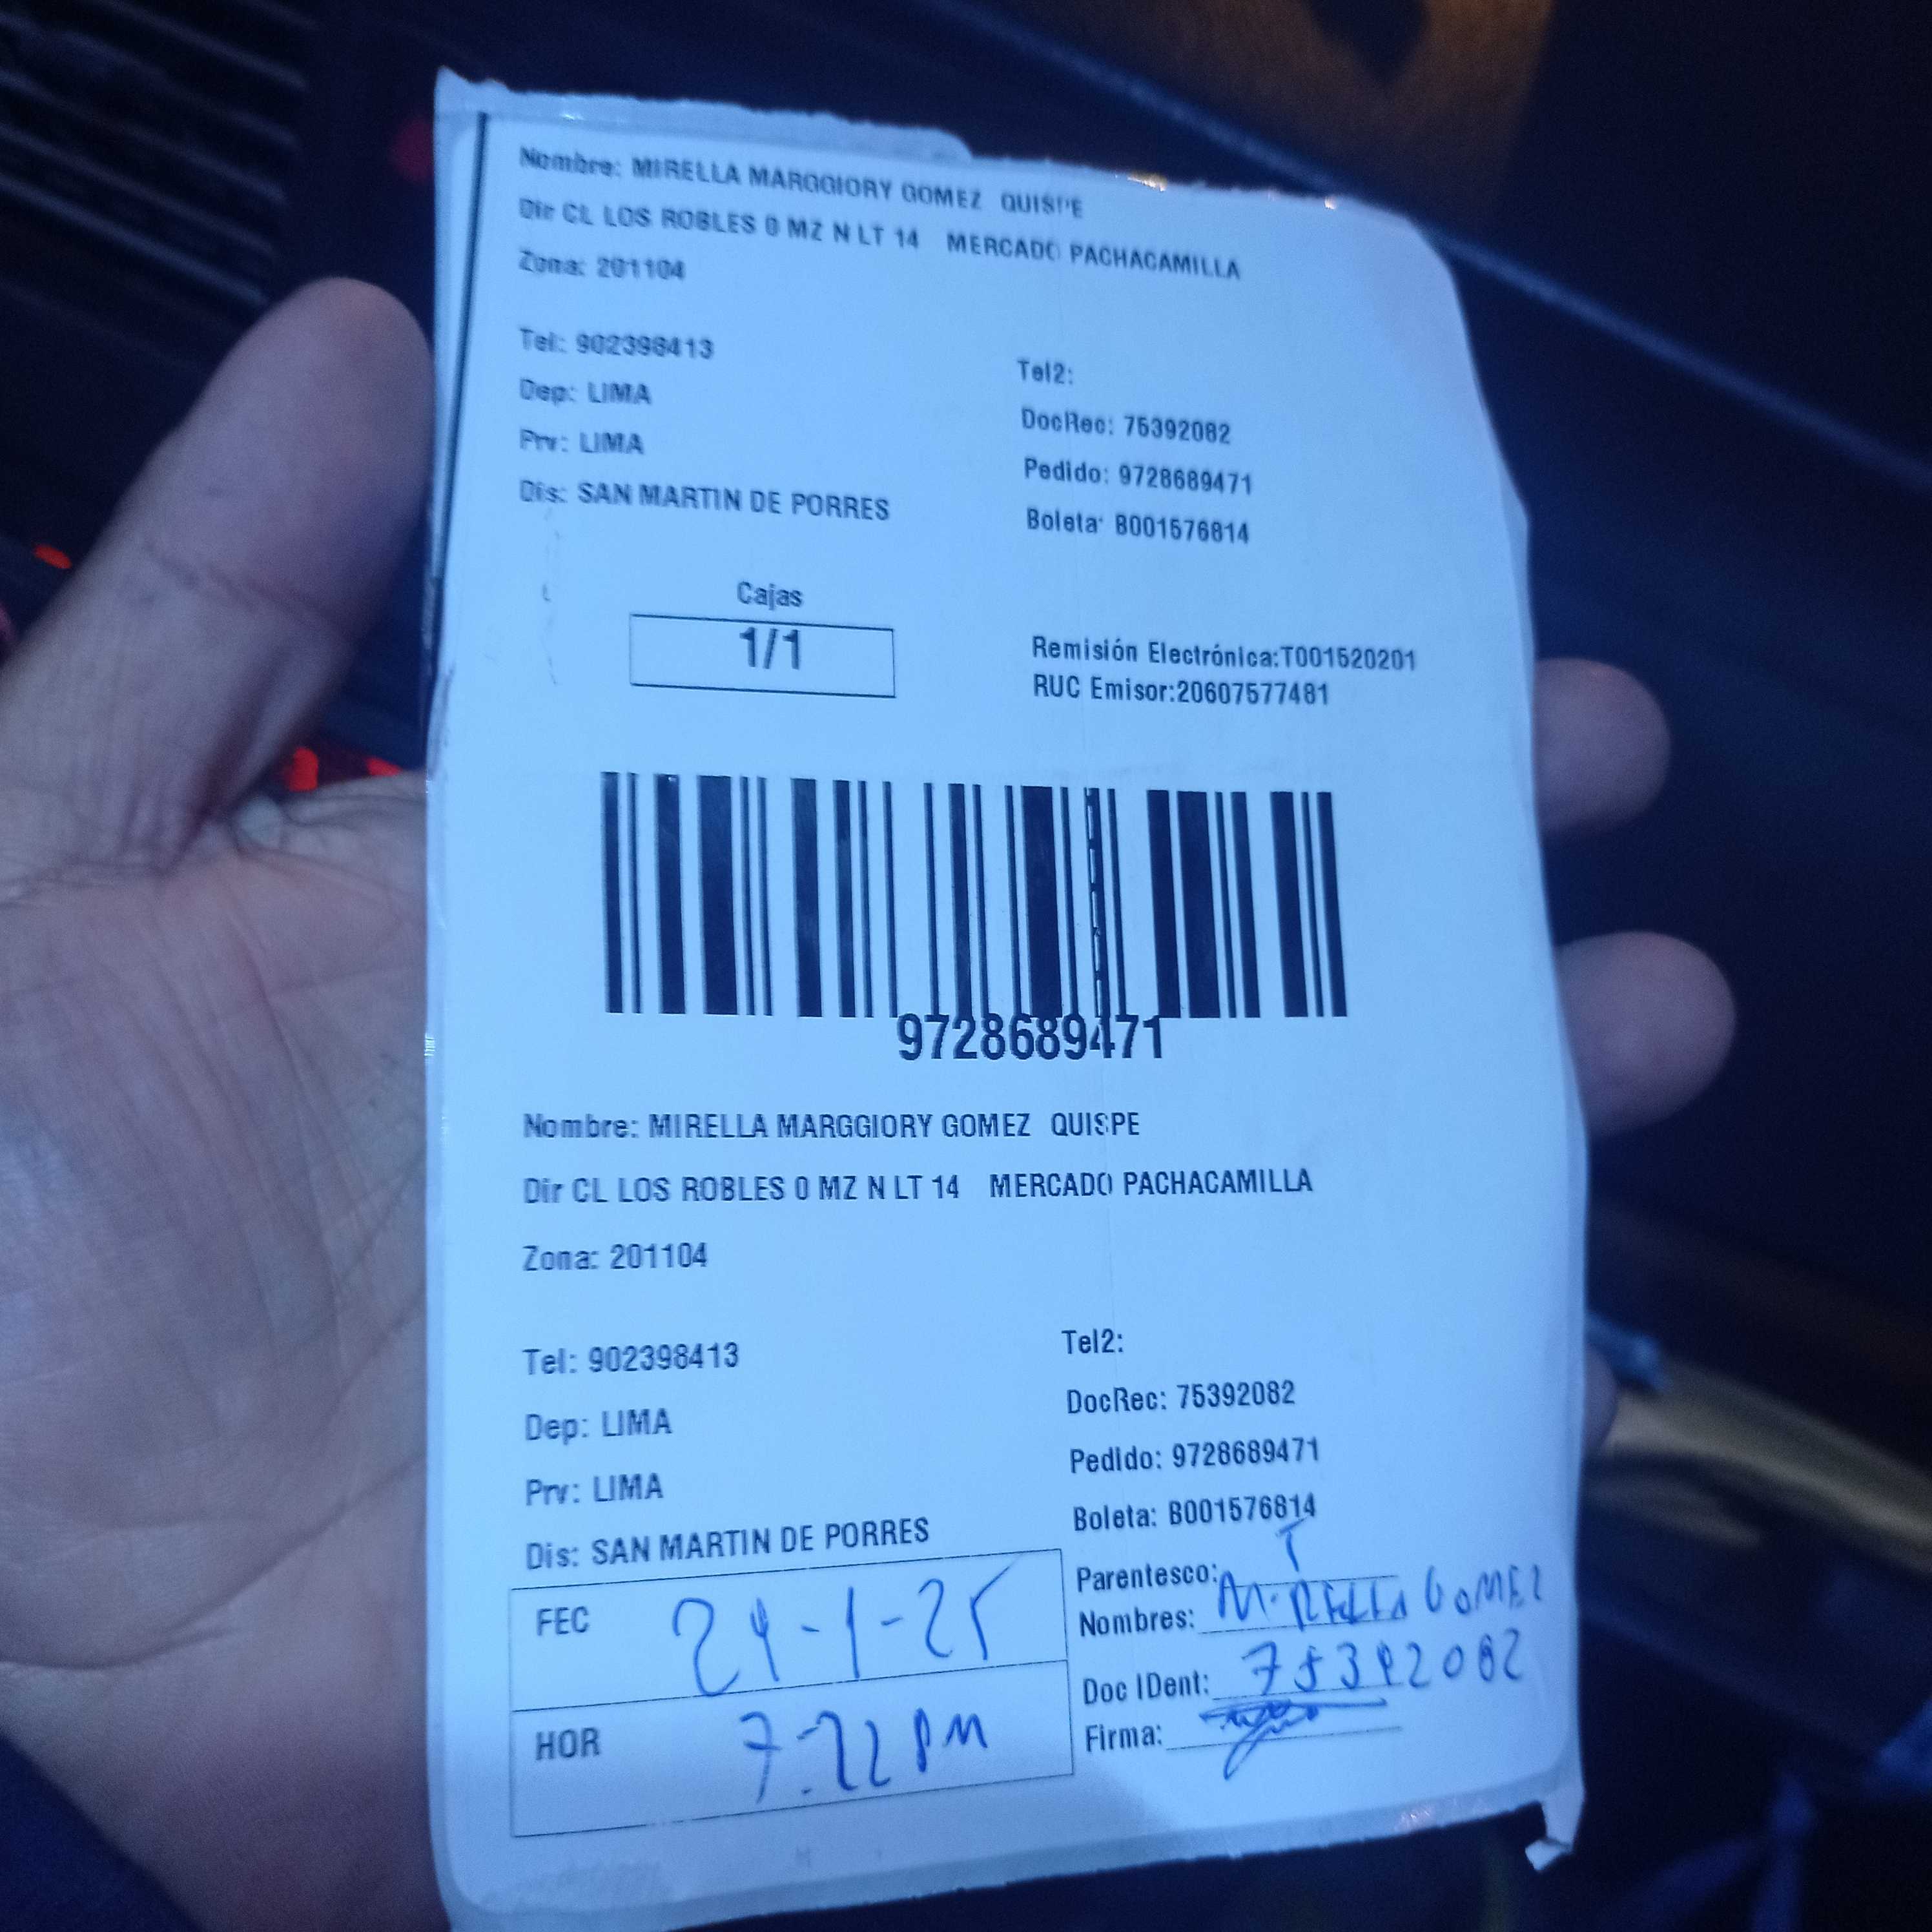 Nombre: MIRELLA MARGGIORY GOMEZ QUISPE
Dir CL LOS ROBLES 0 MZ N LT 14 MERCADO PACHACAMILLA
Zona: 201104
Tel: 902398413
Tel2:
Dep: LIMA
DocRec: 75392082
Prv: LIMA
Pedido: 9728689471
Dis: SAN MARTIN DE PORRES
Boleta: B001576814
Cajas
1/1
Remisión Electrónica:T001520201
RUC Emisor:20607577481
9728689471
Nombre: MIRELLA MARGGIORY GOMEZ QUISPE
Dir CL LOS ROBLES 0 MZ N LT 14 MERCADO PACHACAMILLA
Zona: 201104
Tel: 902398413
Tel2:
Dep: LIMA
DocRec: 75392082
Prv: LIMA
Pedido: 9728689471
Dis: SAN MARTIN DE PORRES
Boleta: B001576814
Parentesco: T
FEC 24-1-25
Nombres: MIRELLA GOMEZ
Doc IDent: 75392082
HOR 7:22 PM
Firma: